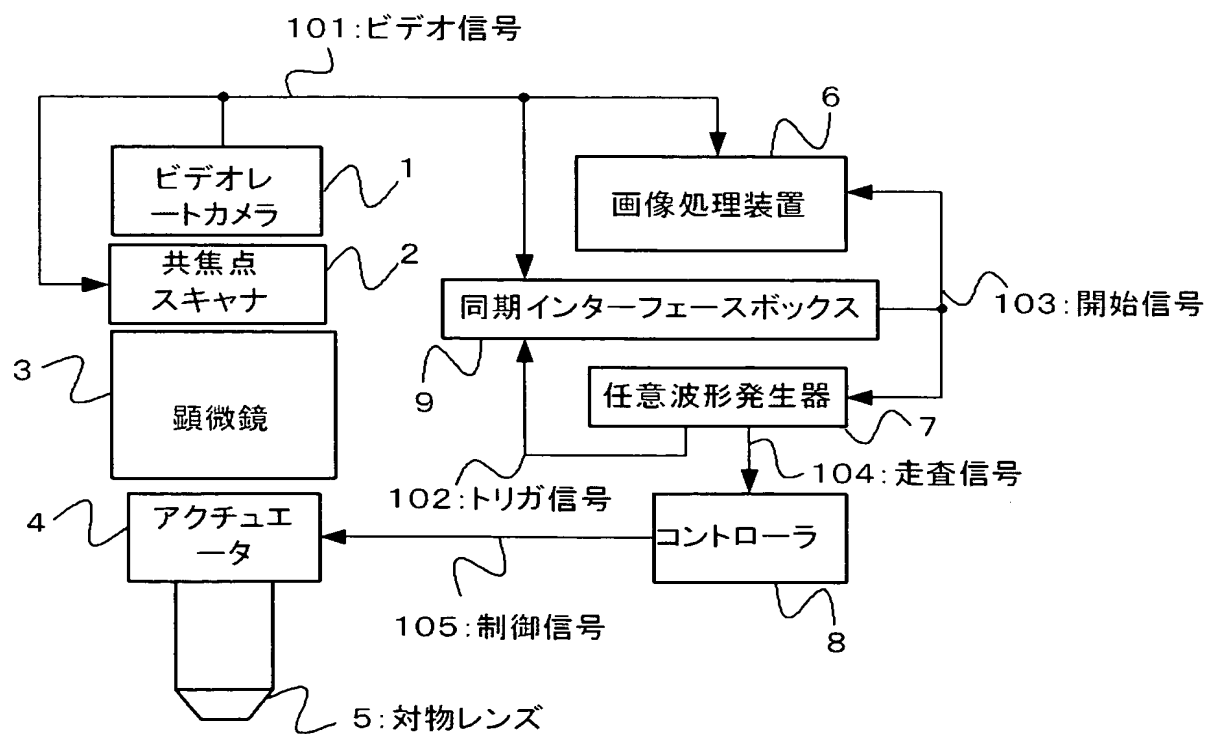 101:ビデオ信号
6
ビデオレ
ートカメラ
1
画像処理装置
共焦点
スキャナ
2
同期インターフェースボックス
103:開始信号
3
顕微鏡
9
任意波形発生器
7
104:走査信号
102:トリガ信号
4
アクチュエ
ータ
コントローラ
105:制御信号
8
5:対物レンズ